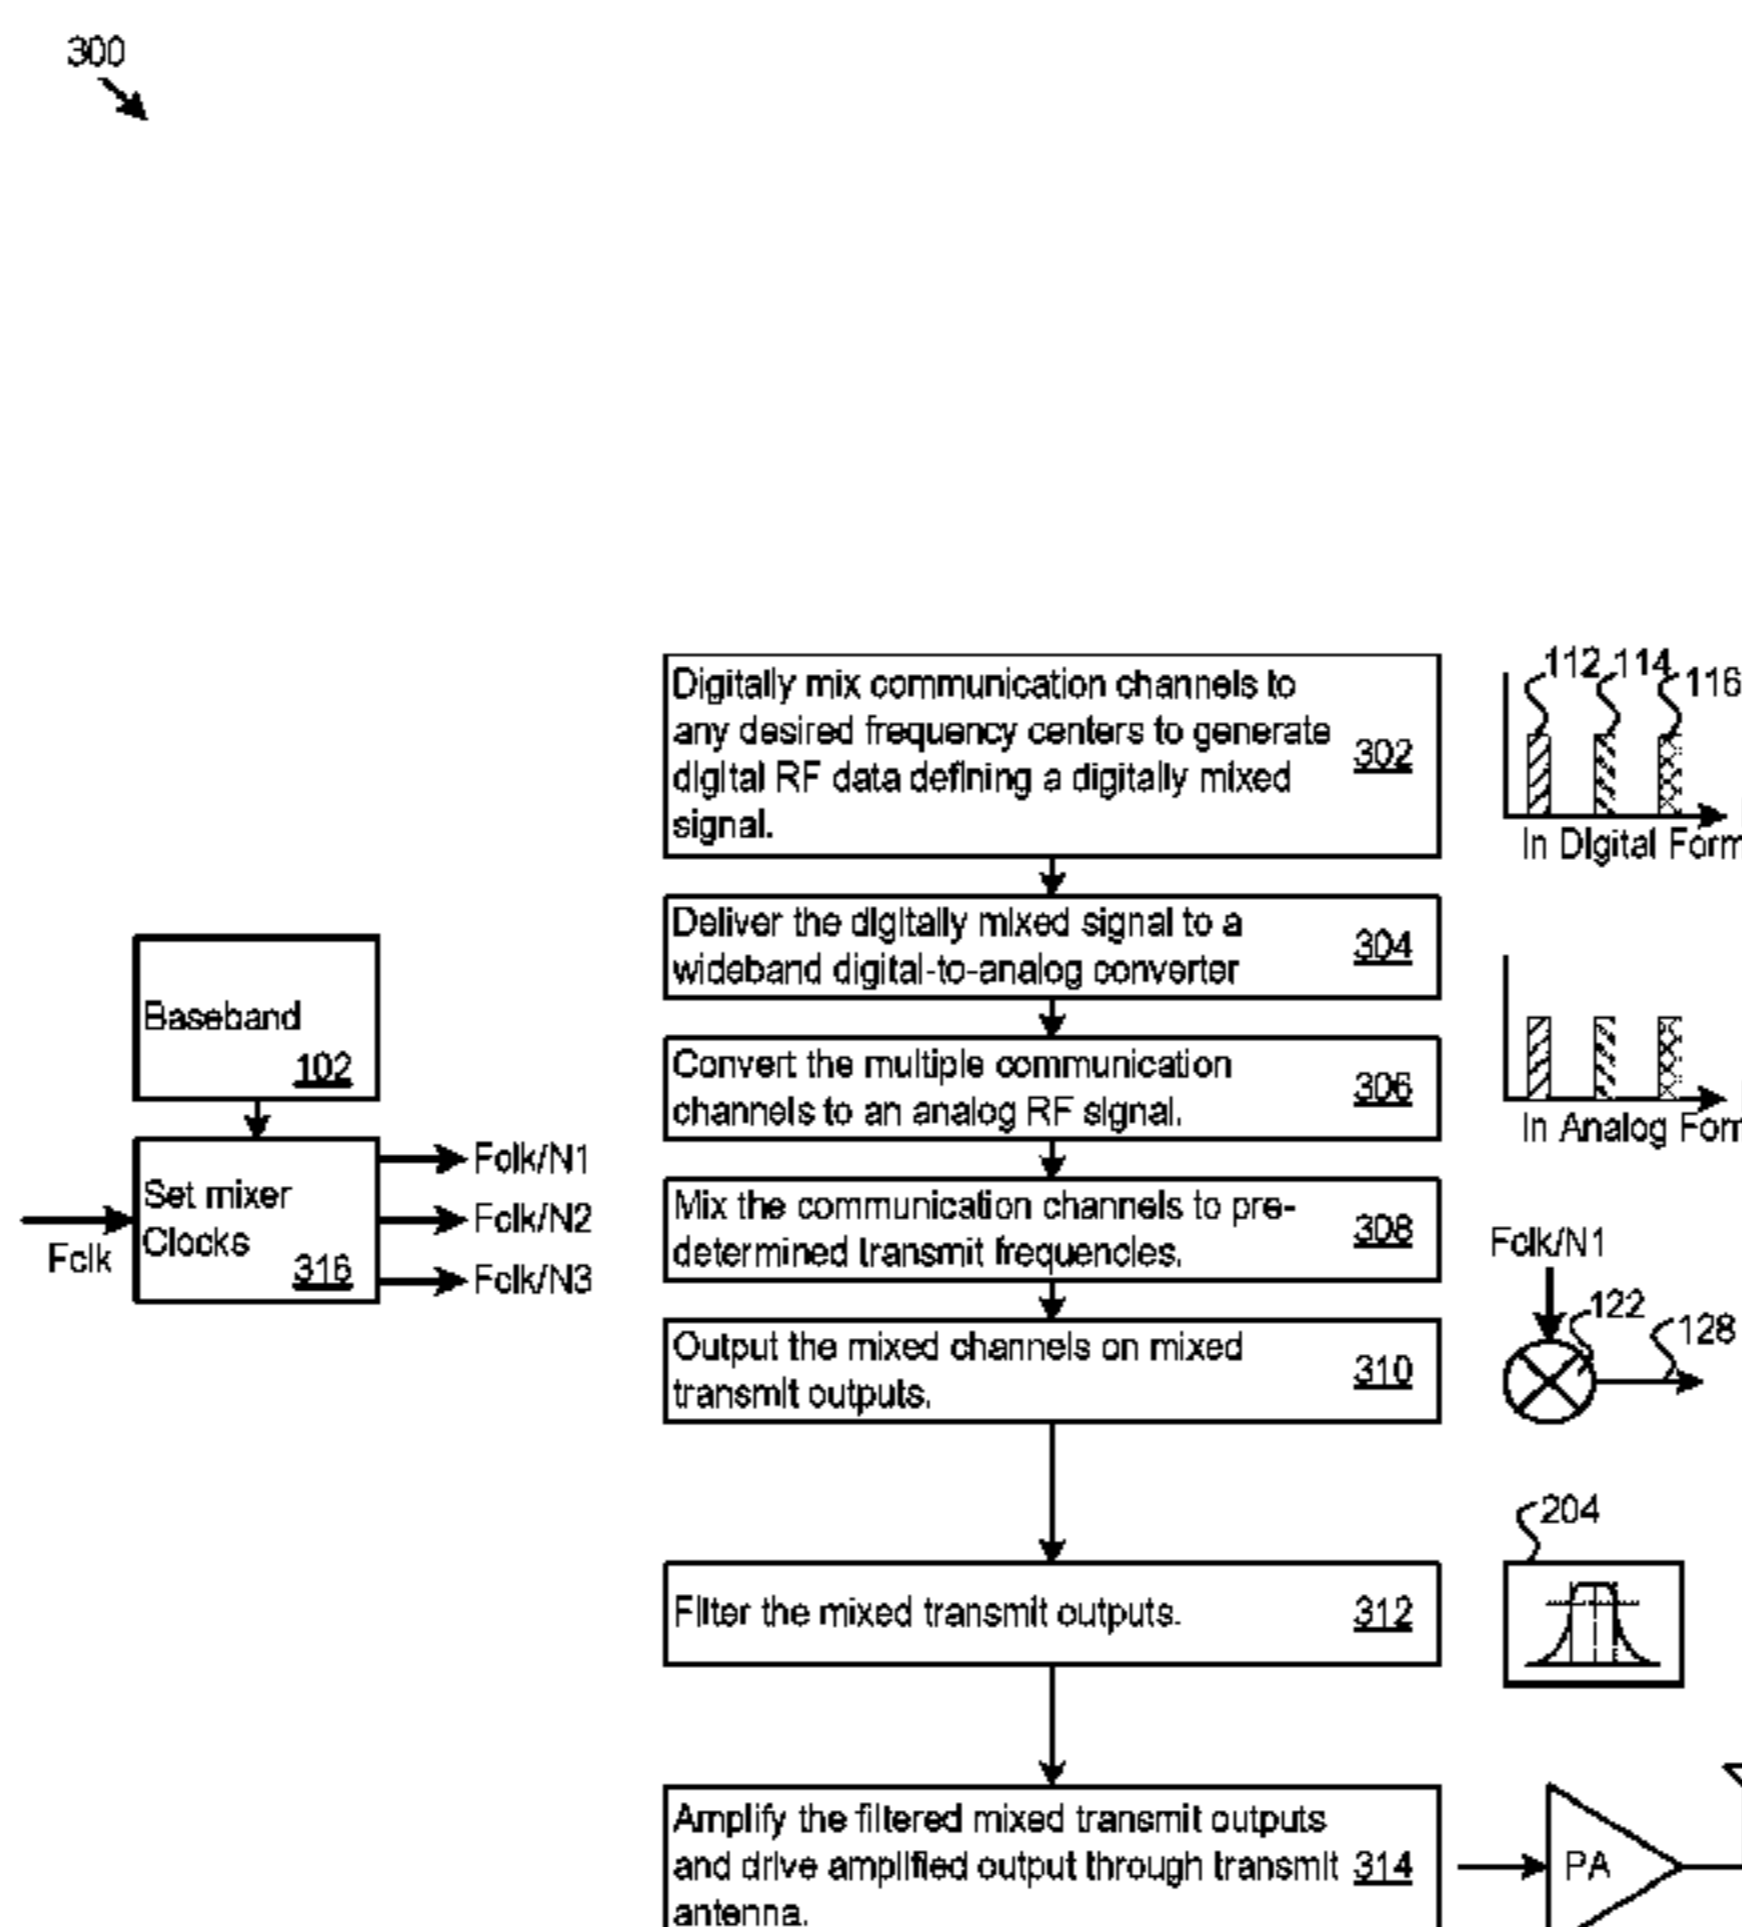 300
Digitally mix communication channels to
any desired frequency centers to generate
digital RF data defining a digitally mixed
signal.
302
112 114 116
In Digital Form
Deliver the digitally mixed signal to a
wideband digital-to-analog converter
304
Baseband
102
Convert the multiple communication
channels to an analog RF signal.
306
In Analog Form
Set mixer
Clocks
316
Fclk
Fclk/N1
Fclk/N2
Fclk/N3
Mix the communication channels to pre-
determined transmit frequencies.
308
Fclk/N1
122
128
Output the mixed channels on mixed
transmit outputs.
310
204
Filter the mixed transmit outputs.
312
Amplify the filtered mixed transmit outputs
and drive amplified output through transmit
antenna.
314
PA